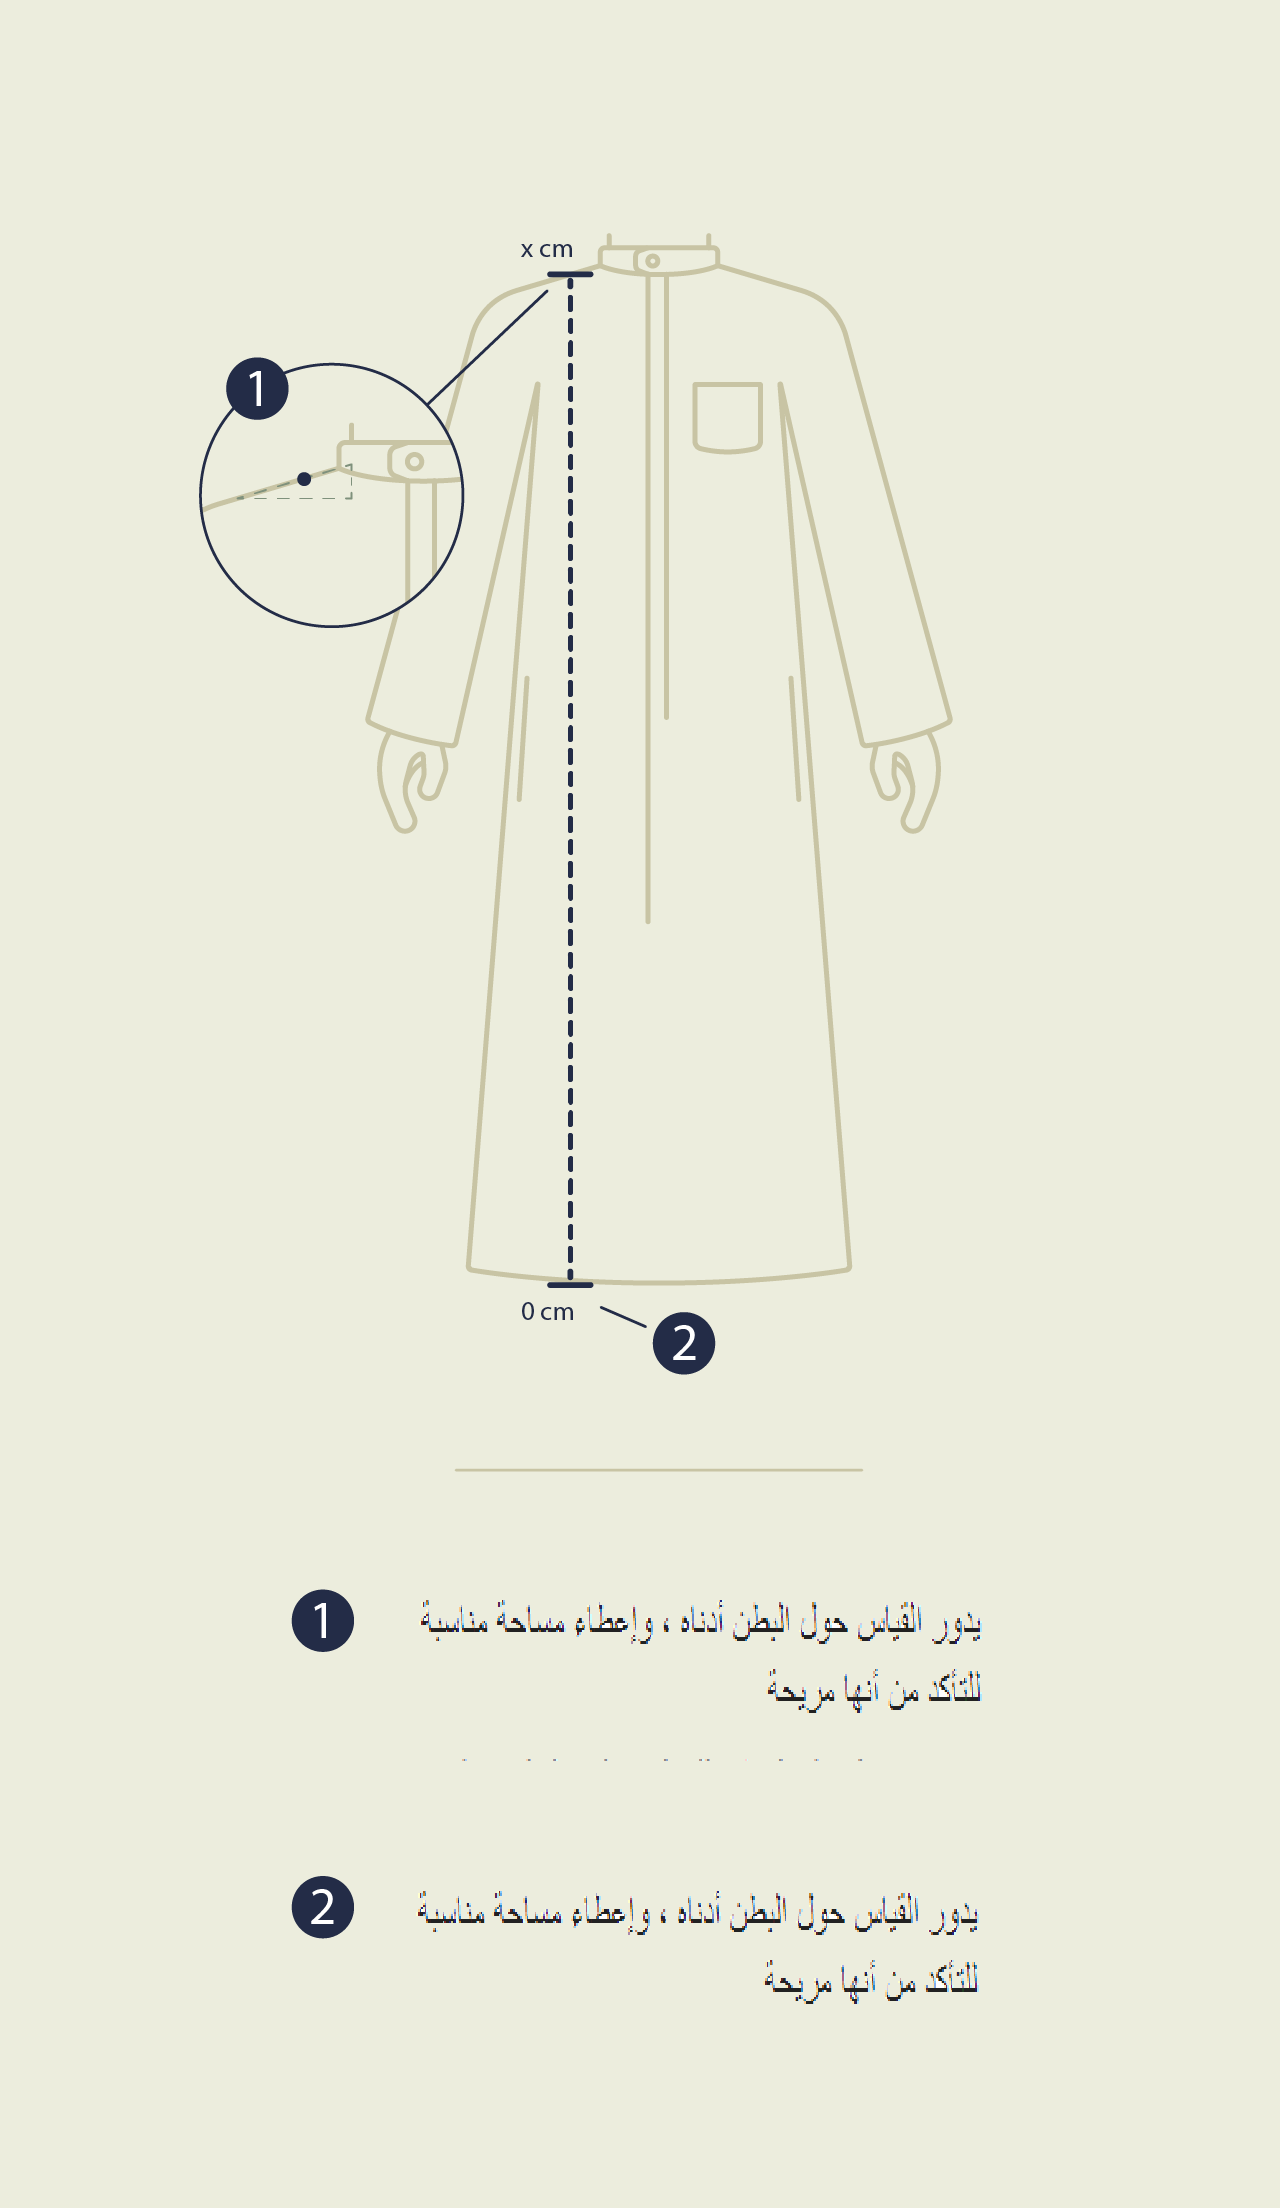 x cm
1
0 cm
2
1
يدور القياس حول البطن أدناه ، وإعطاء مساحة مناسبة
للتأكد من أنها مريحة
2
يدور القياس حول البطن أدناه ، وإعطاء مساحة مناسبة
للتأكد من أنها مريحة